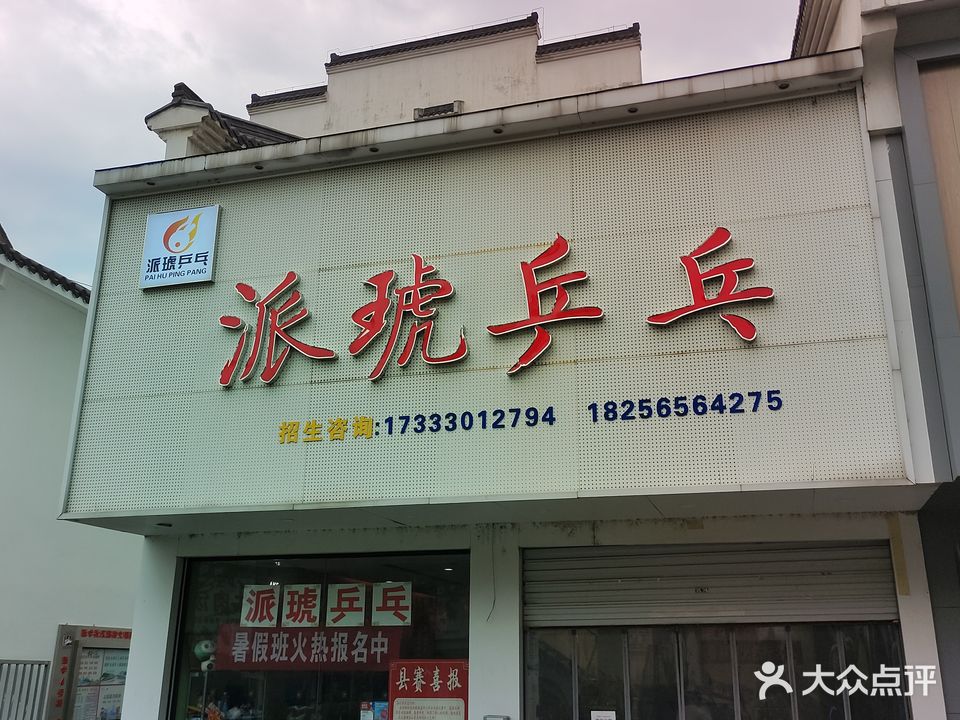 派琥乒乓
PAI HU PING PANG
派琥乒乓
招生咨询:17333012794 18256564275
派琥乒乓
暑假班火热报名中
县赛喜报
大众点评